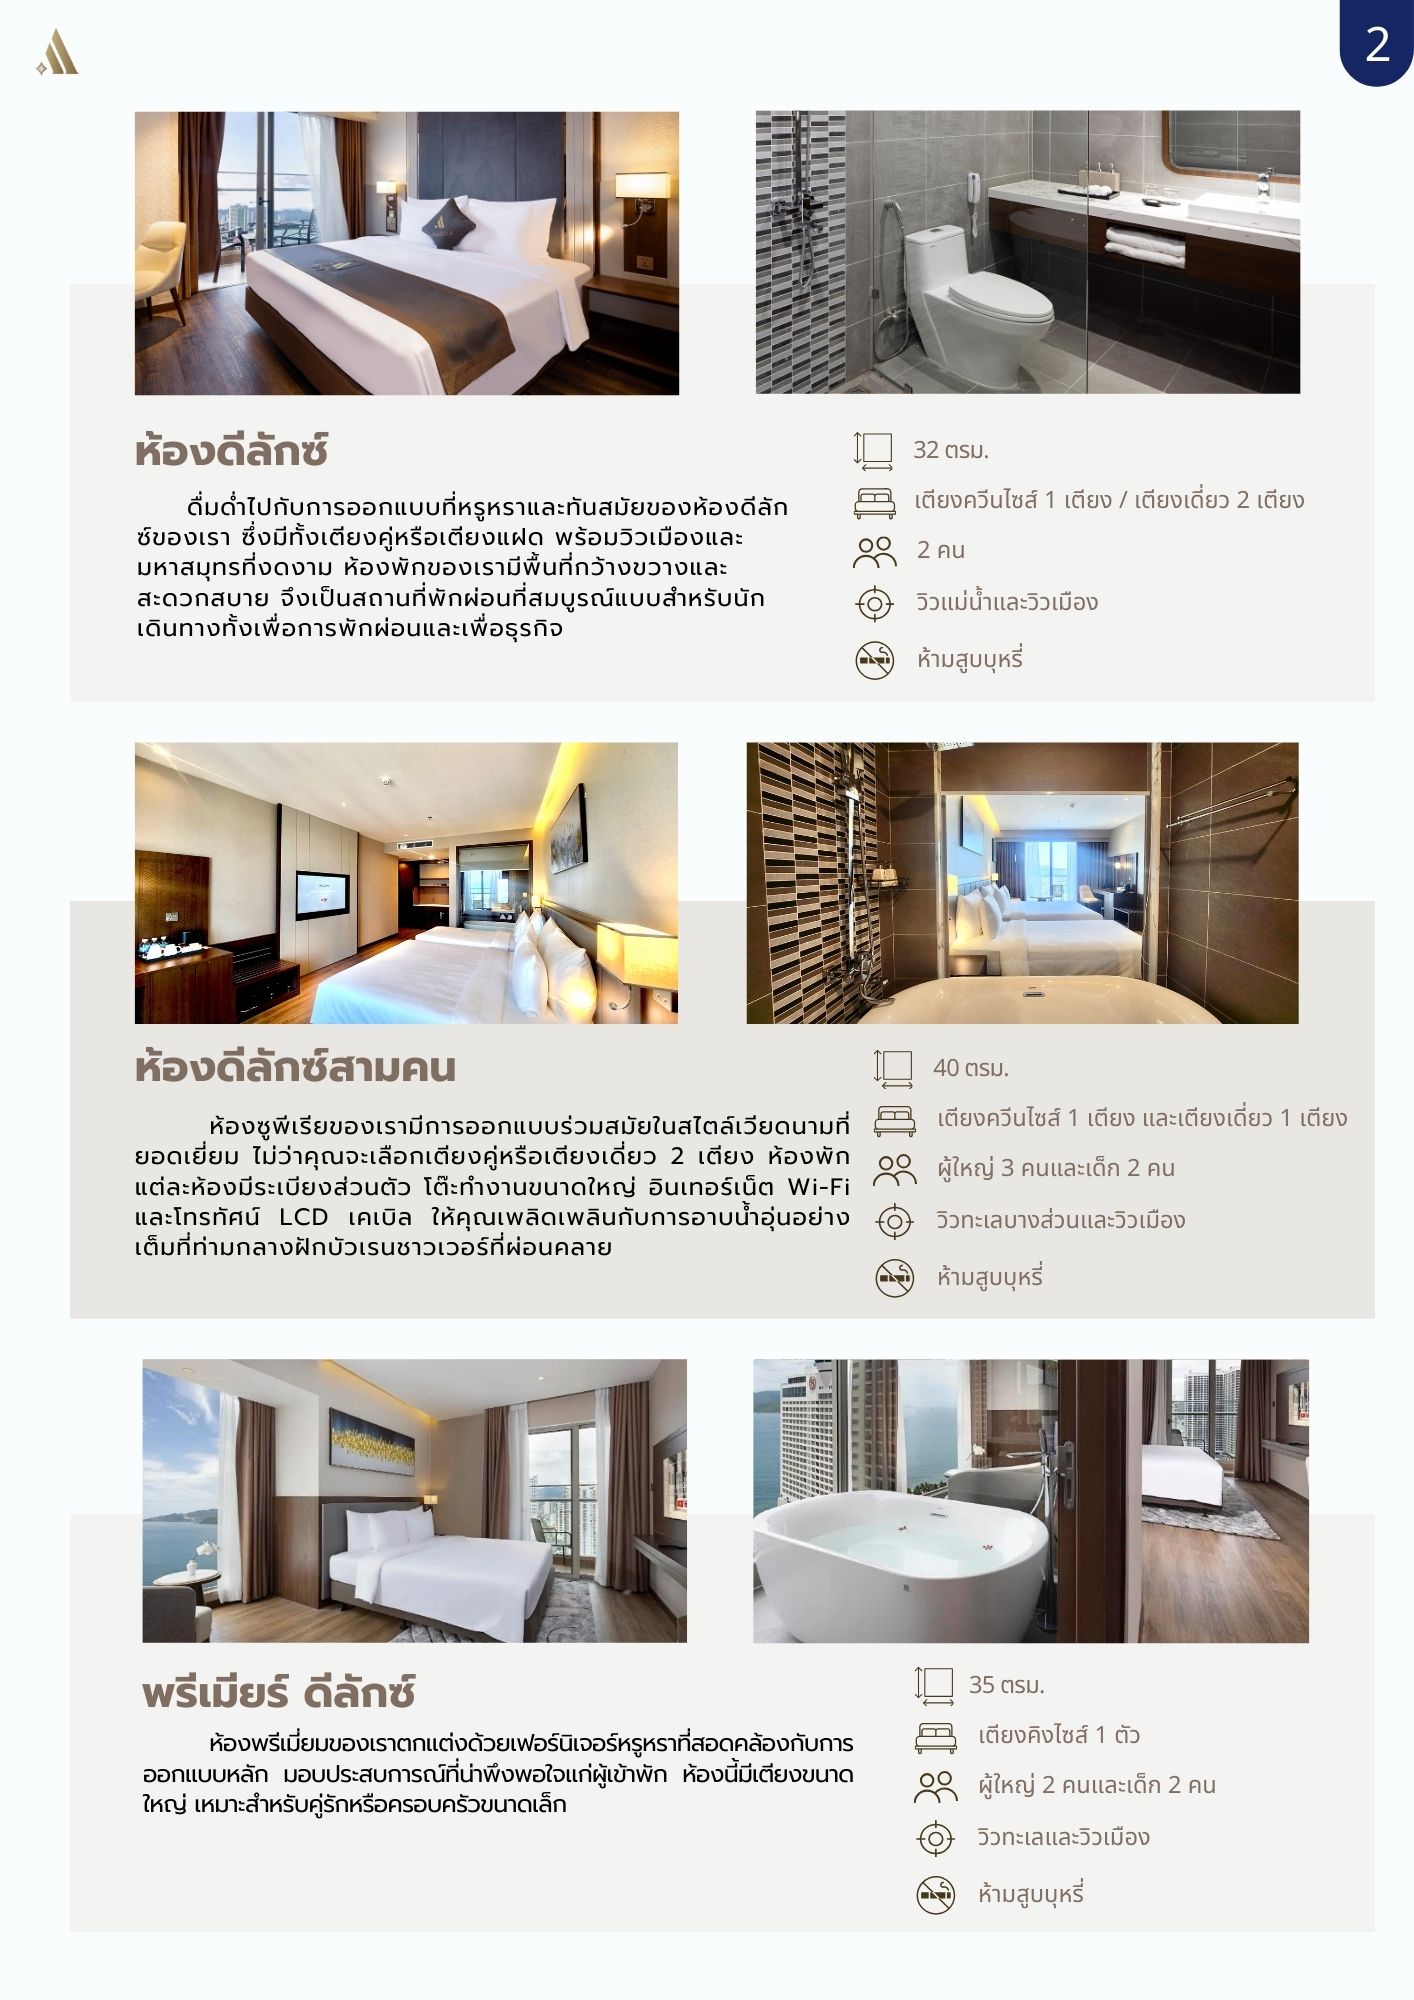 2
ห้องดีลักซ์
ดื่มด่ำไปกับการออกแบบที่หรูหราและทันสมัยของห้องดีลัก
ซ์ของเรา ซึ่งมีทั้งเตียงคู่หรือเตียงแฝด พร้อมวิวเมืองและ
มหาสมุทรที่งดงาม ห้องพักของเรามีพื้นที่กว้างขวางและ
สะดวกสบาย จึงเป็นสถานที่พักผ่อนที่สมบูรณ์แบบสำหรับนัก
เดินทางทั้งเพื่อการพักผ่อนและเพื่อธุรกิจ
32 ตรม.
เตียงควีนไซส์ 1 เตียง / เตียงเดี่ยว 2 เตียง
2 คน
วิวแม่น้ำและวิวเมือง
ห้ามสูบบุหรี่
ห้องดีลักซ์สามคน
ห้องซูพีเรียของเรามีการออกแบบร่วมสมัยในสไตล์เวียดนามที่
ยอดเยี่ยม ไม่ว่าคุณจะเลือกเตียงคู่หรือเตียงเดี่ยว 2 เตียง ห้องพัก
แต่ละห้องมีระเบียงส่วนตัว โต๊ะทำงานขนาดใหญ่ อินเทอร์เน็ต Wi-Fi
และโทรทัศน์ LCD เคเบิล ให้คุณเพลิดเพลินกับการอาบน้ำอุ่นอย่าง
เต็มที่ท่ามกลางฝักบัวเรนชาวเวอร์ที่ผ่อนคลาย
40 ตรม.
เตียงควีนไซส์ 1 เตียง และเตียงเดี่ยว 1 เตียง
ผู้ใหญ่ 3 คนและเด็ก 2 คน
วิวทะเลบางส่วนและวิวเมือง
ห้ามสูบบุหรี่
พรีเมียร์ ดีลักซ์
ห้องพรีเมี่ยมของเราตกแต่งด้วยเฟอร์นิเจอร์หรูหราที่สอดคล้องกับการ
ออกแบบหลัก มอบประสบการณ์ที่น่าพึงพอใจแก่ผู้เข้าพัก ห้องนี้มีเตียงขนาด
ใหญ่ เหมาะสำหรับคู่รักหรือครอบครัวขนาดเล็ก
35 ตรม.
เตียงคิงไซส์ 1 ตัว
ผู้ใหญ่ 2 คนและเด็ก 2 คน
วิวทะเลและวิวเมือง
ห้ามสูบบุหรี่